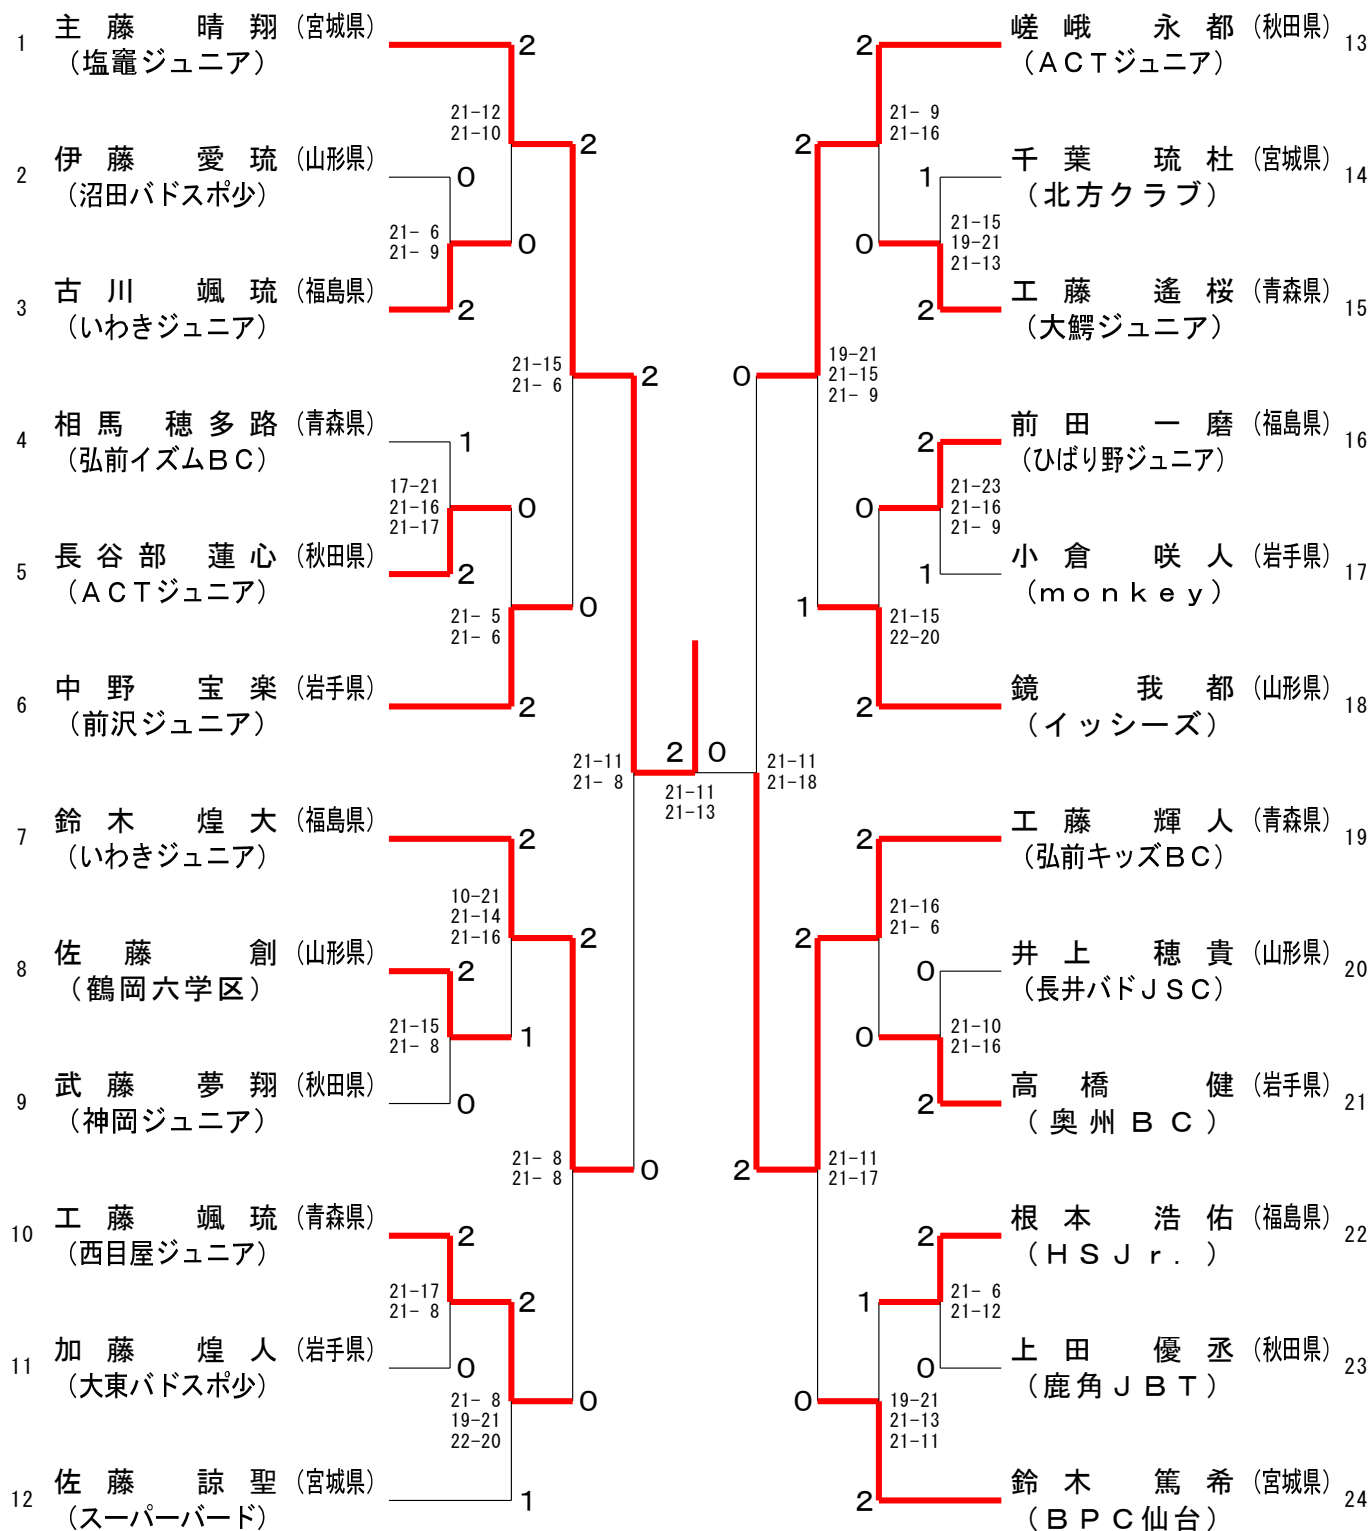 1 主藤 晴翔 (宮城県)
(塩竈ジュニア)
2
21-12
21-10
2
2 伊藤 愛琉 (山形県)
(沼田バドスポ少)
0
21- 6
21- 9
0
3 古川 颯琉 (福島県)
(いわきジュニア)
2
21-15
21- 6
2
4 相馬 穂多路 (青森県)
(弘前イズムBC)
1
17-21
21-16
21-17
0
5 長谷部 蓮心 (秋田県)
(ACTジュニア)
2
21- 5
21- 6
0
6 中野 宝楽 (岩手県)
(前沢ジュニア)
2
21-11
21- 8
2 0
21-11
21-13
7 鈴木 煌大 (福島県)
(いわきジュニア)
2
10-21
21-14
21-16
2
8 佐藤 創 (山形県)
(鶴岡六学区)
2
21-15
21- 8
1
9 武藤 夢翔 (秋田県)
(神岡ジュニア)
0
21- 8
21- 8
0
10 工藤 颯琉 (青森県)
(西目屋ジュニア)
2
21-17
21- 8
2
11 加藤 煌人 (岩手県)
(大東バドスポ少)
0
21- 8
19-21
22-20
0
12 佐藤 諒聖 (宮城県)
(スーパーバード)
1
2
嵯峨 永都 (秋田県) 13
(ACTジュニア)
21- 9
21-16
2
千葉 琉杜 (宮城県) 14
(北方クラブ)
1
21-15
19-21
21-13
0
工藤 遙桜 (青森県) 15
(大鰐ジュニア)
2
19-21
21-15
21- 9
0
前田 一磨 (福島県) 16
(ひばり野ジュニア)
2
21-23
21-16
21- 9
0
小倉 咲人 (岩手県) 17
(monkey)
1
21-15
22-20
1
鏡 我都 (山形県) 18
(イッシーズ)
2
21-11
21-18
工藤 輝人 (青森県) 19
(弘前キッズBC)
2
21-16
21- 6
2
井上 穂貴 (山形県) 20
(長井バドJSC)
0
21-10
21-16
0
高橋 健 (岩手県) 21
(奥州BC)
2
21-11
21-17
2
根本 浩佑 (福島県) 22
(HSJr.)
2
21- 6
21-12
1
上田 優丞 (秋田県) 23
(鹿角JBT)
0
19-21
21-13
21-11
0
鈴木 篤希 (宮城県) 24
(BPC仙台)
2